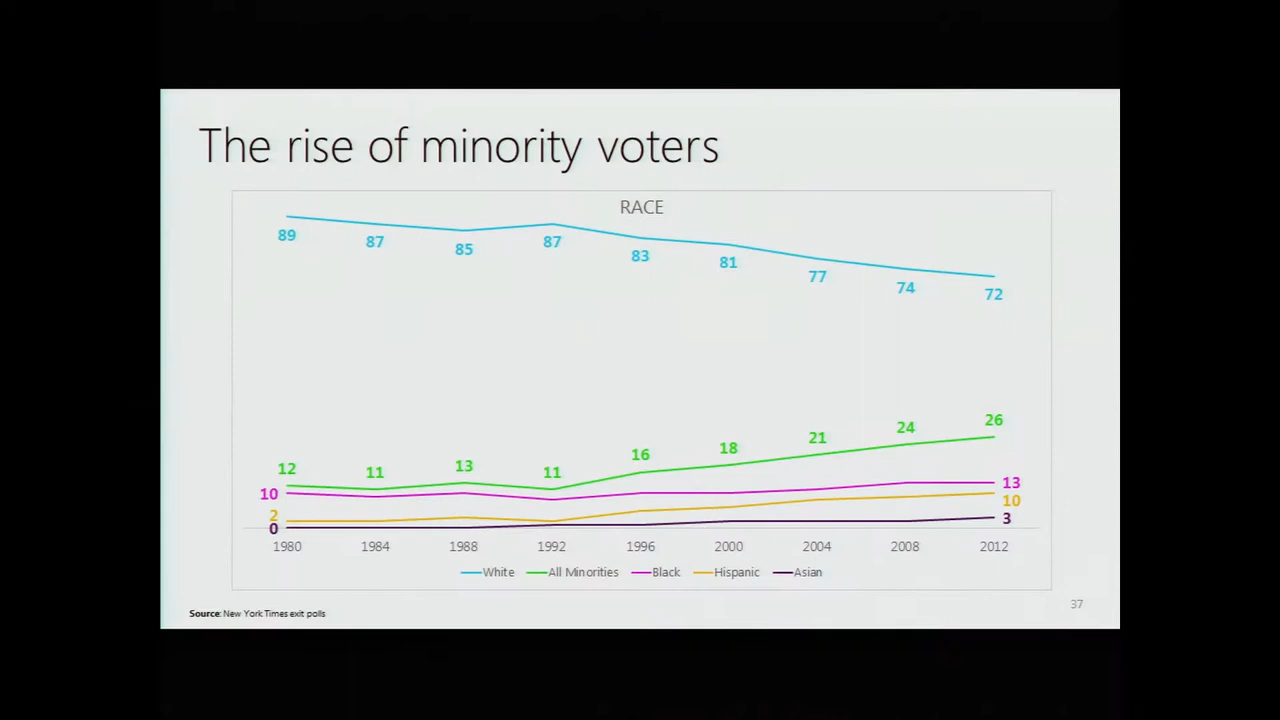 The rise of minority voters
RACE
89 87 85 87 83 81 77 74 72
12 11 13 11 16 18 21 24 26
10 13
2 10
0 3
1980 1984 1988 1992 1996 2000 2004 2008 2012
White All Minorities Black Hispanic Asian
37
Source: New York Times exit polls